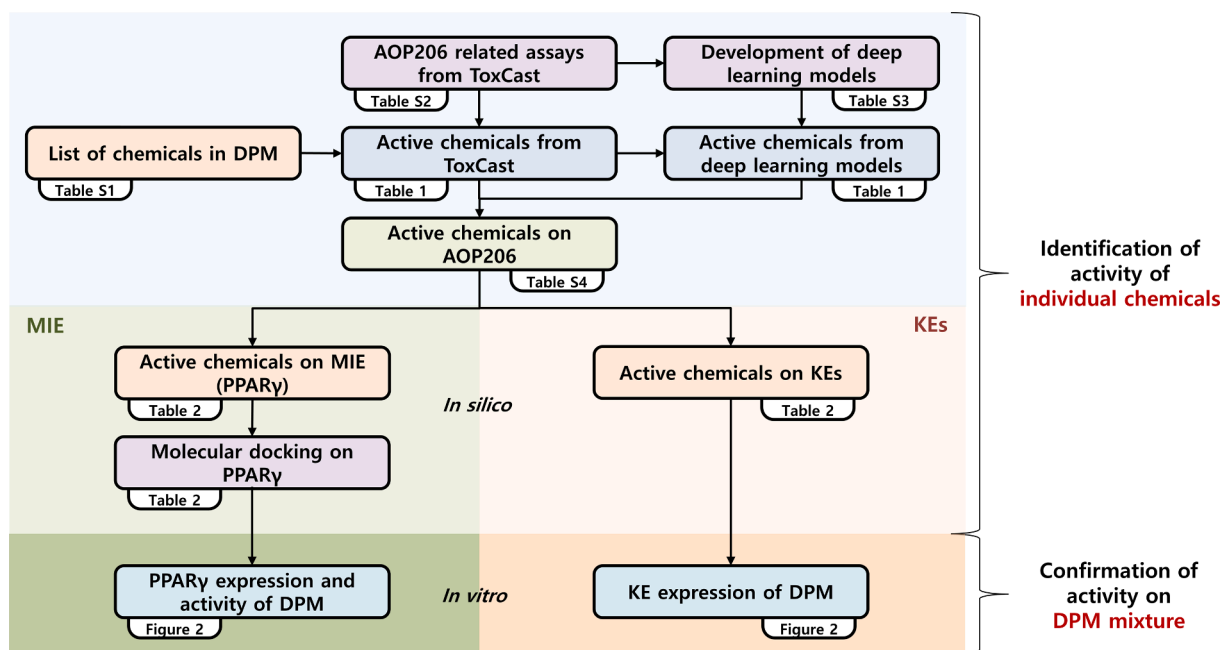 AOP206 related assays
from ToxCast
Table S2
Development of deep
learning models
Table S3
List of chemicals in DPM
Table S1
Active chemicals from
ToxCast
Table 1
Active chemicals from
deep learning models
Table 1
Active chemicals on
AOP206
Table S4
Identification of
activity of
individual chemicals
MIE
KEs
Active chemicals on MIE
(PPARγ)
Table 2
In silico
Active chemicals on KEs
Table 2
Molecular docking on
PPARγ
Table 2
PPARγ expression and
activity of DPM
Figure 2
In vitro
KE expression of DPM
Figure 2
Confirmation of
activity on
DPM mixture